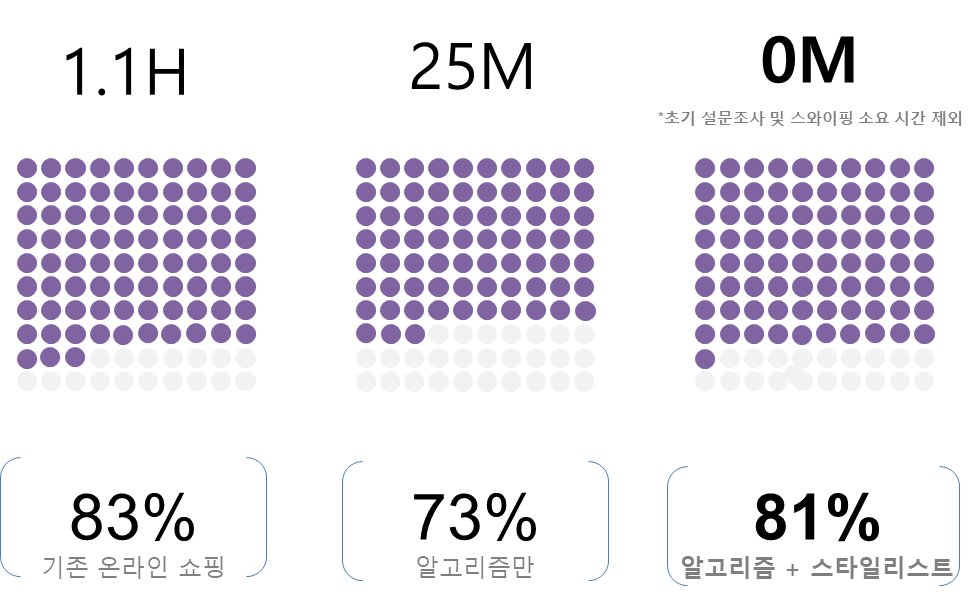 1.1H
25M
0M
*초기 설문조사 및 스와이핑 소요 시간 제외
83%
기존 온라인 쇼핑
73%
알고리즘만
81%
알고리즘 + 스타일리스트